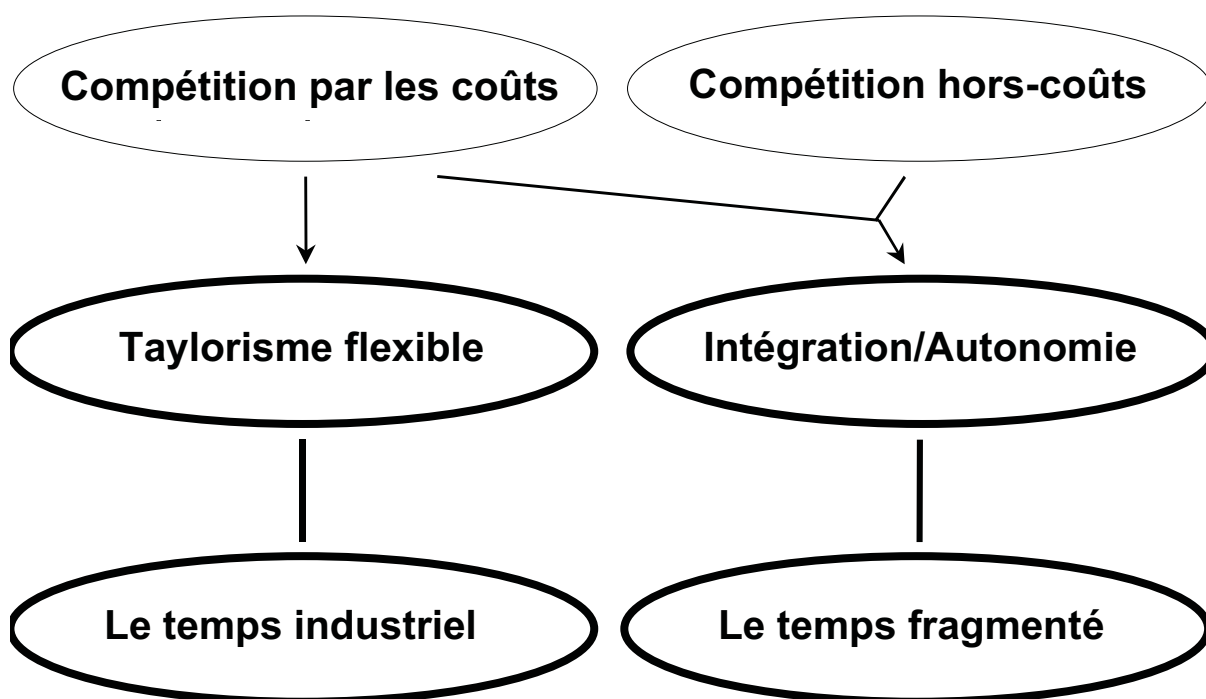 Compétition par les coûts
Compétition hors-coûts
Taylorisme flexible
Intégration/Autonomie
Le temps industriel
Le temps fragmenté